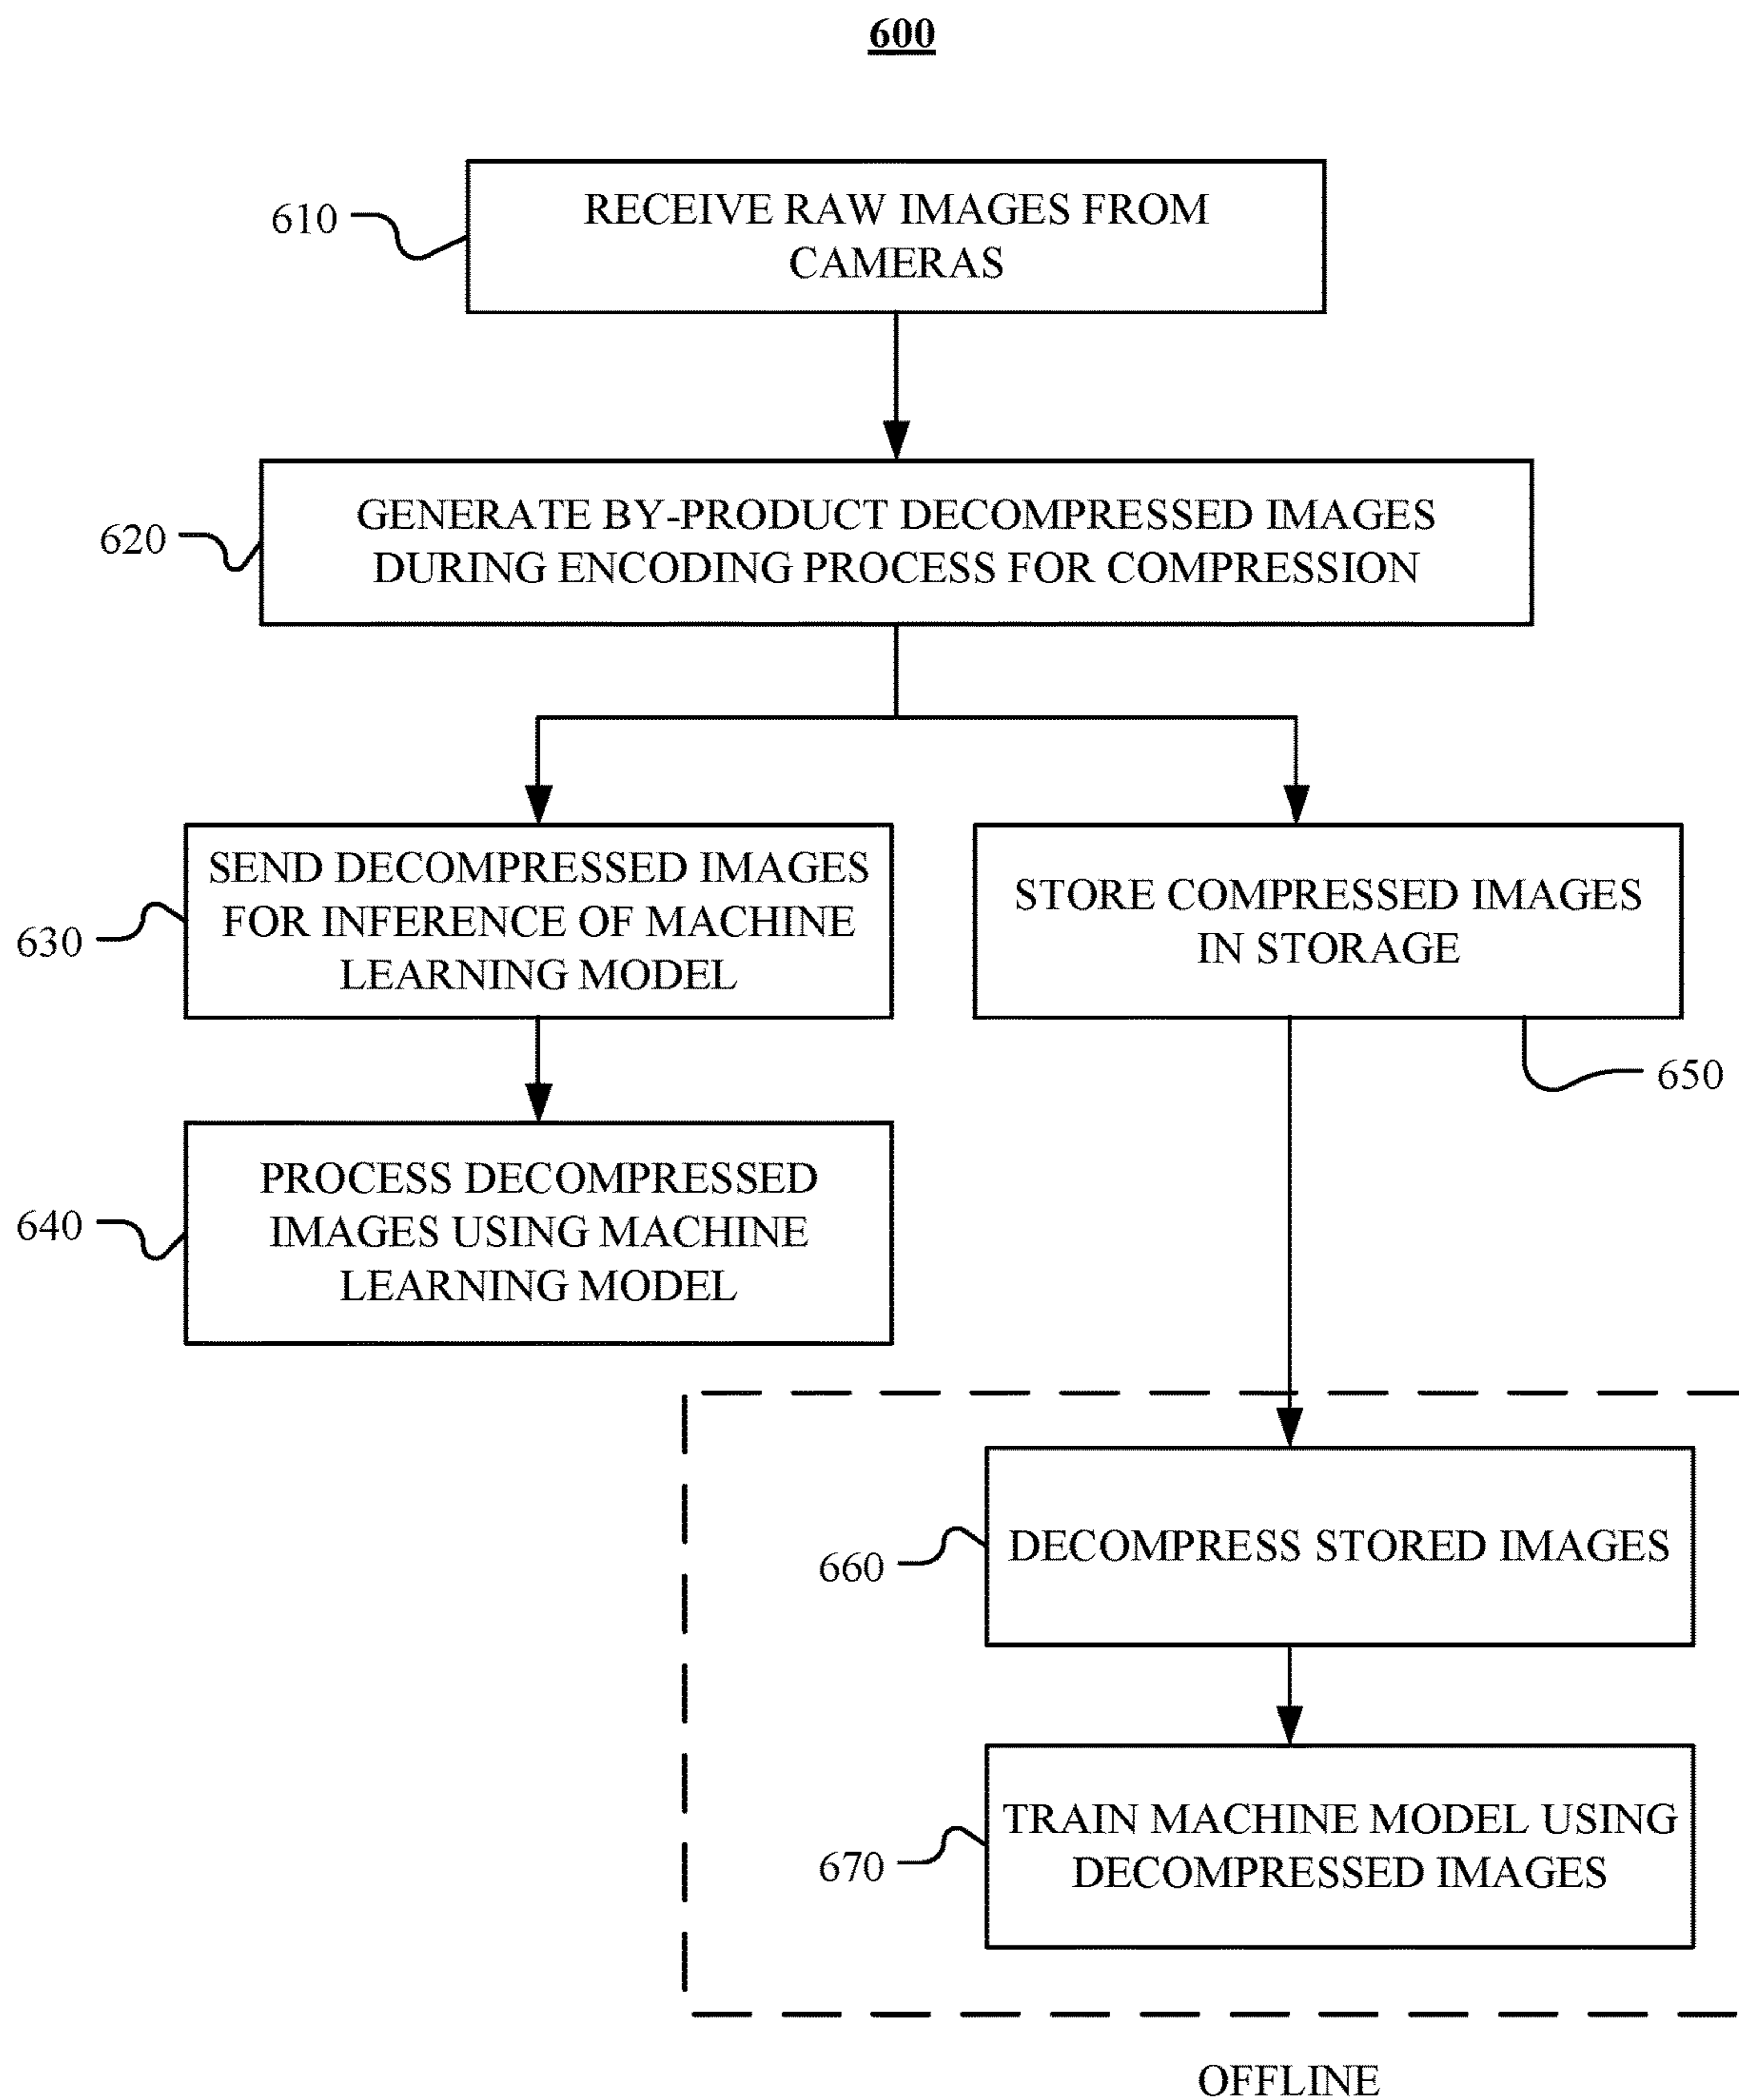 600
610
RECEIVE RAW IMAGES FROM
CAMERAS
620
GENERATE BY-PRODUCT DECOMPRESSED IMAGES
DURING ENCODING PROCESS FOR COMPRESSION
630
SEND DECOMPRESSED IMAGES
FOR INFERENCE OF MACHINE
LEARNING MODEL
STORE COMPRESSED IMAGES
IN STORAGE
650
640
PROCESS DECOMPRESSED
IMAGES USING MACHINE
LEARNING MODEL
660
DECOMPRESS STORED IMAGES
670
TRAIN MACHINE MODEL USING
DECOMPRESSED IMAGES
OFFLINE